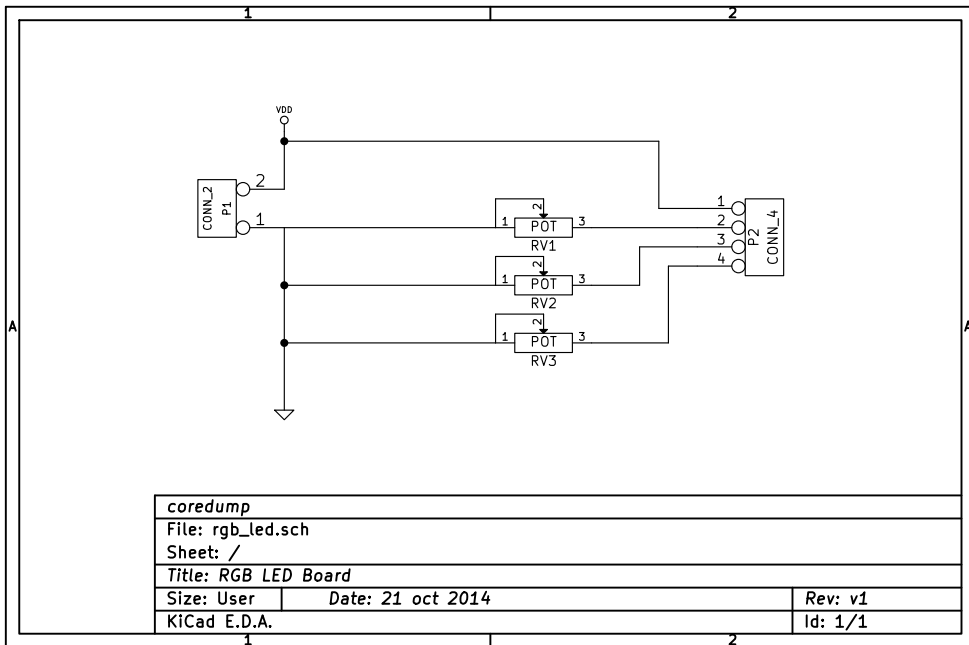 1 2
VDD
CONN_2
P1
2
1
1 2 POT 3
RV1
1 2 POT 3
RV2
1 2 POT 3
RV3
1
2
3
4
P2
CONN_4
A A
coredump
File: rgb_led.sch
Sheet: /
Title: RGB LED Board
Size: User Date: 21 oct 2014 Rev: v1
KiCad E.D.A. Id: 1/1
1 2